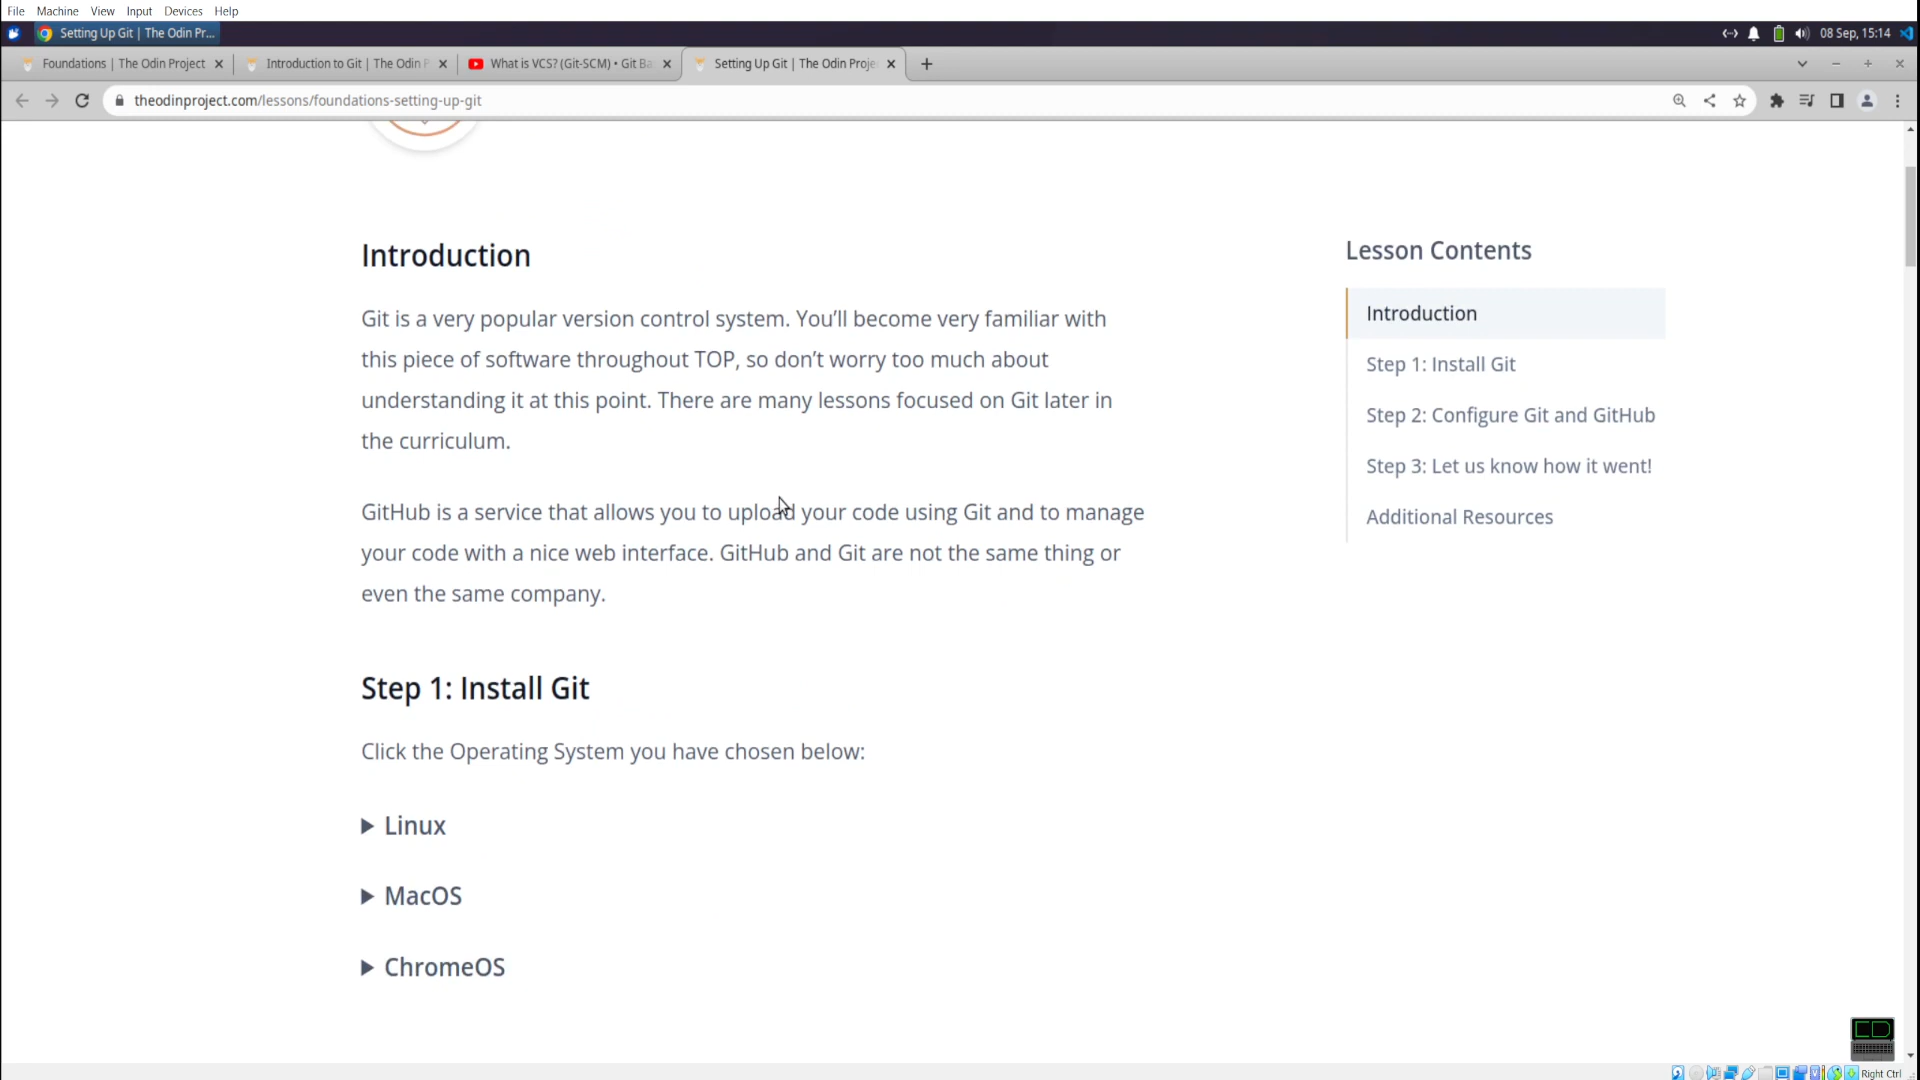 File Machine View Input Devices Help
Setting Up Git | The Odin Pr...
08 Sep, 15:14
Foundations | The Odin Project
Introduction to Git | The Odin P
What is VCS? (Git-SCM) • Git Ba
Setting Up Git | The Odin Proje
theodinproject.com/lessons/foundations-setting-up-git
Introduction
Git is a very popular version control system. You’ll become very familiar with
this piece of software throughout TOP, so don’t worry too much about
understanding it at this point. There are many lessons focused on Git later in
the curriculum.
GitHub is a service that allows you to upload your code using Git and to manage
your code with a nice web interface. GitHub and Git are not the same thing or
even the same company.
Step 1: Install Git
Click the Operating System you have chosen below:
Linux
MacOS
ChromeOS
Lesson Contents
Introduction
Step 1: Install Git
Step 2: Configure Git and GitHub
Step 3: Let us know how it went!
Additional Resources
CD
Right Ctrl